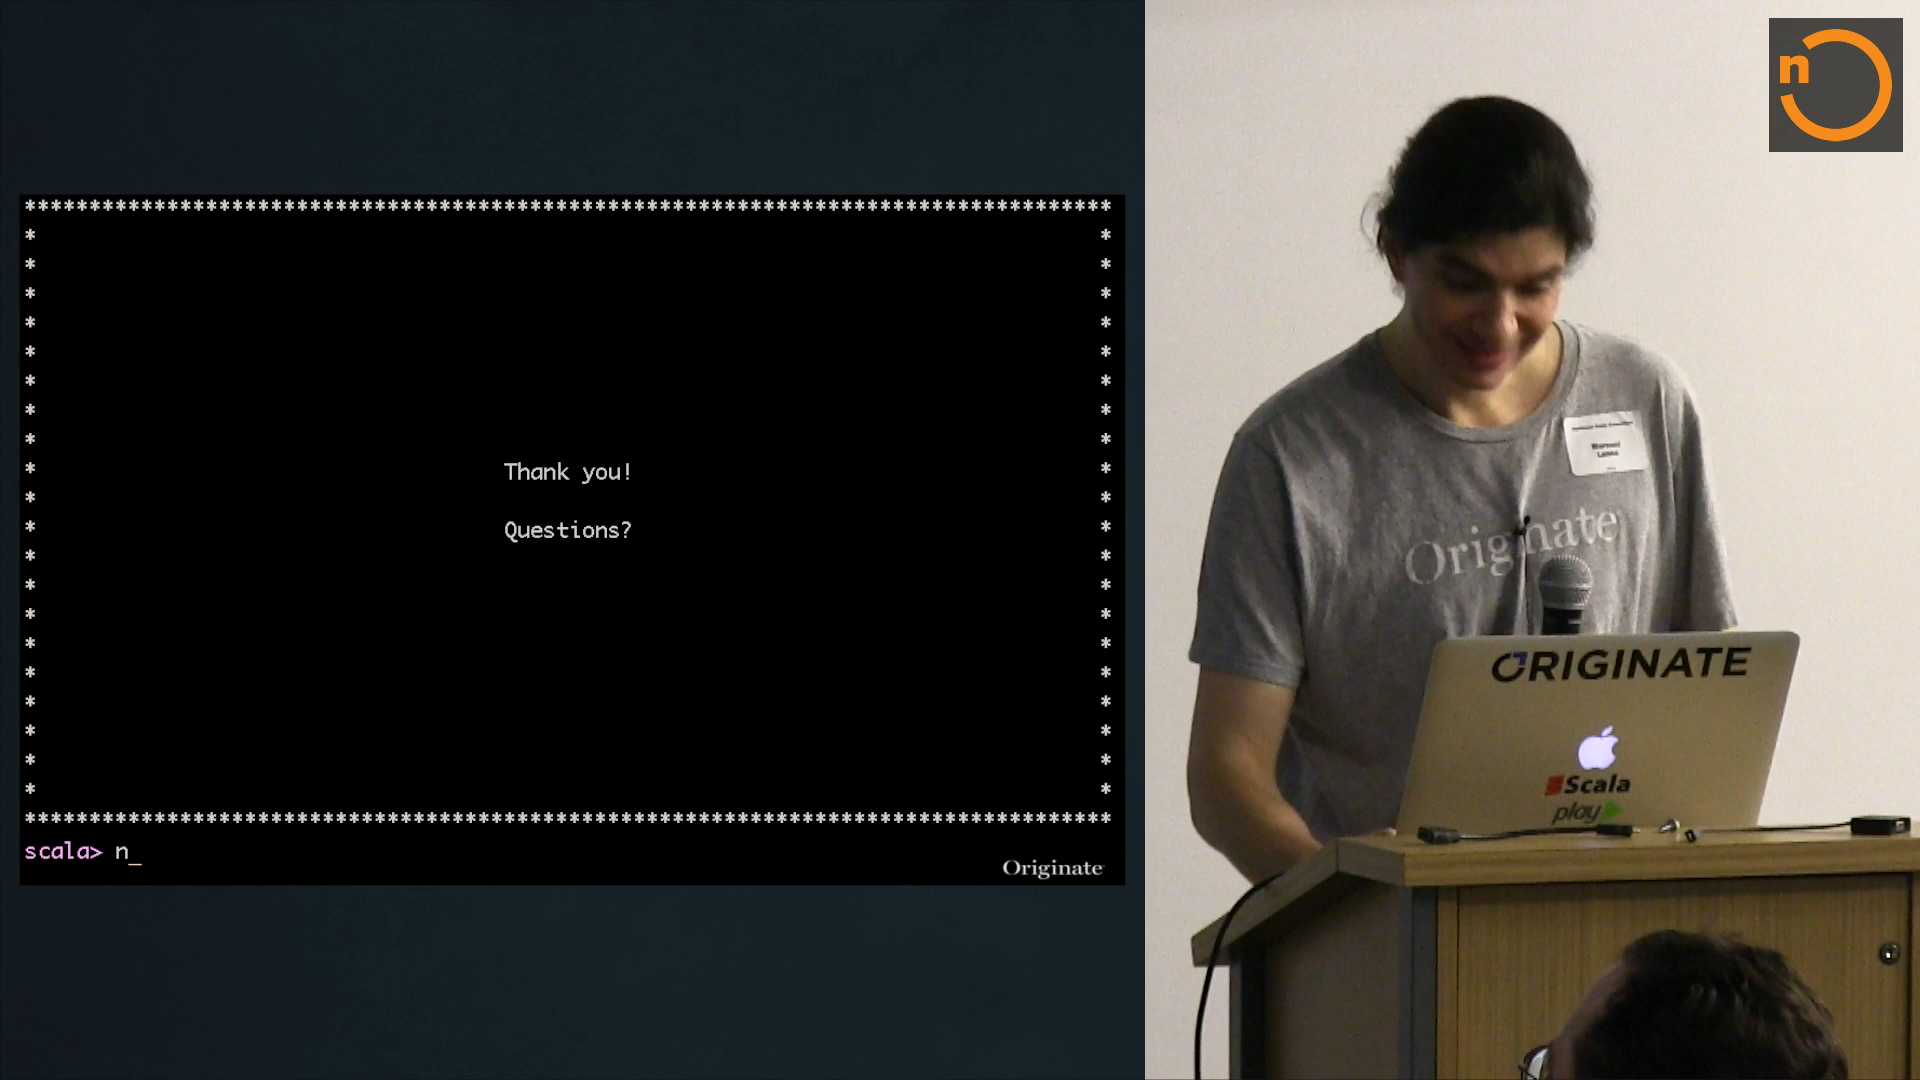 ********************************************************************************
Thank you!
Questions?
********************************************************************************
scala> n_
Originate
n
Originate
ORIGINATE
Scala
play